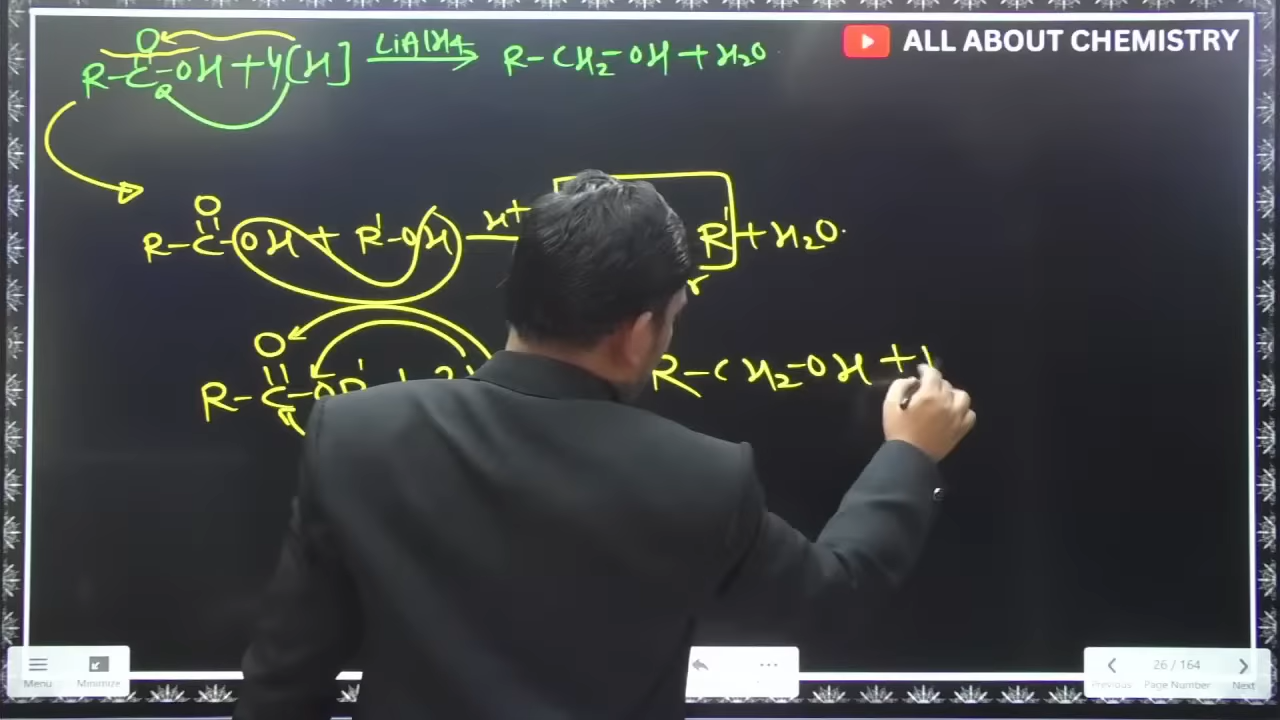 ALL ABOUT CHEMISTRY
O
R-C-OH + 4[H] LiAlH4 R-CH2-OH + H2O
O
R-C-OH + R'-OH H+ R' + H2O
O
R-C-OR' + R-CH2-OH +
Menu Minimize
26 / 164
Previous Page Number Next